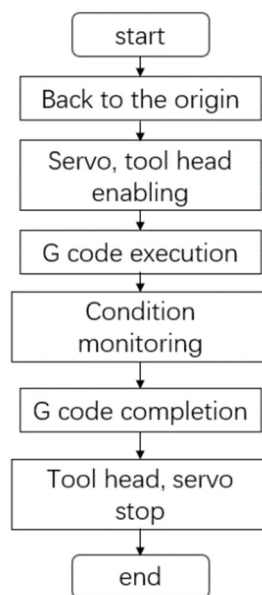 start
Back to the origin
Servo, tool head
enabling
G code execution
Condition
monitoring
G code completion
Tool head, servo
stop
end